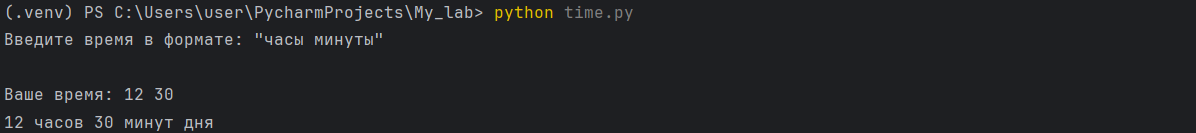 (.venv) PS C:\Users\user\PycharmProjects\My_lab> python time.py
Введите время в формате: "часы минуты"
Ваше время: 12 30
12 часов 30 минут дня